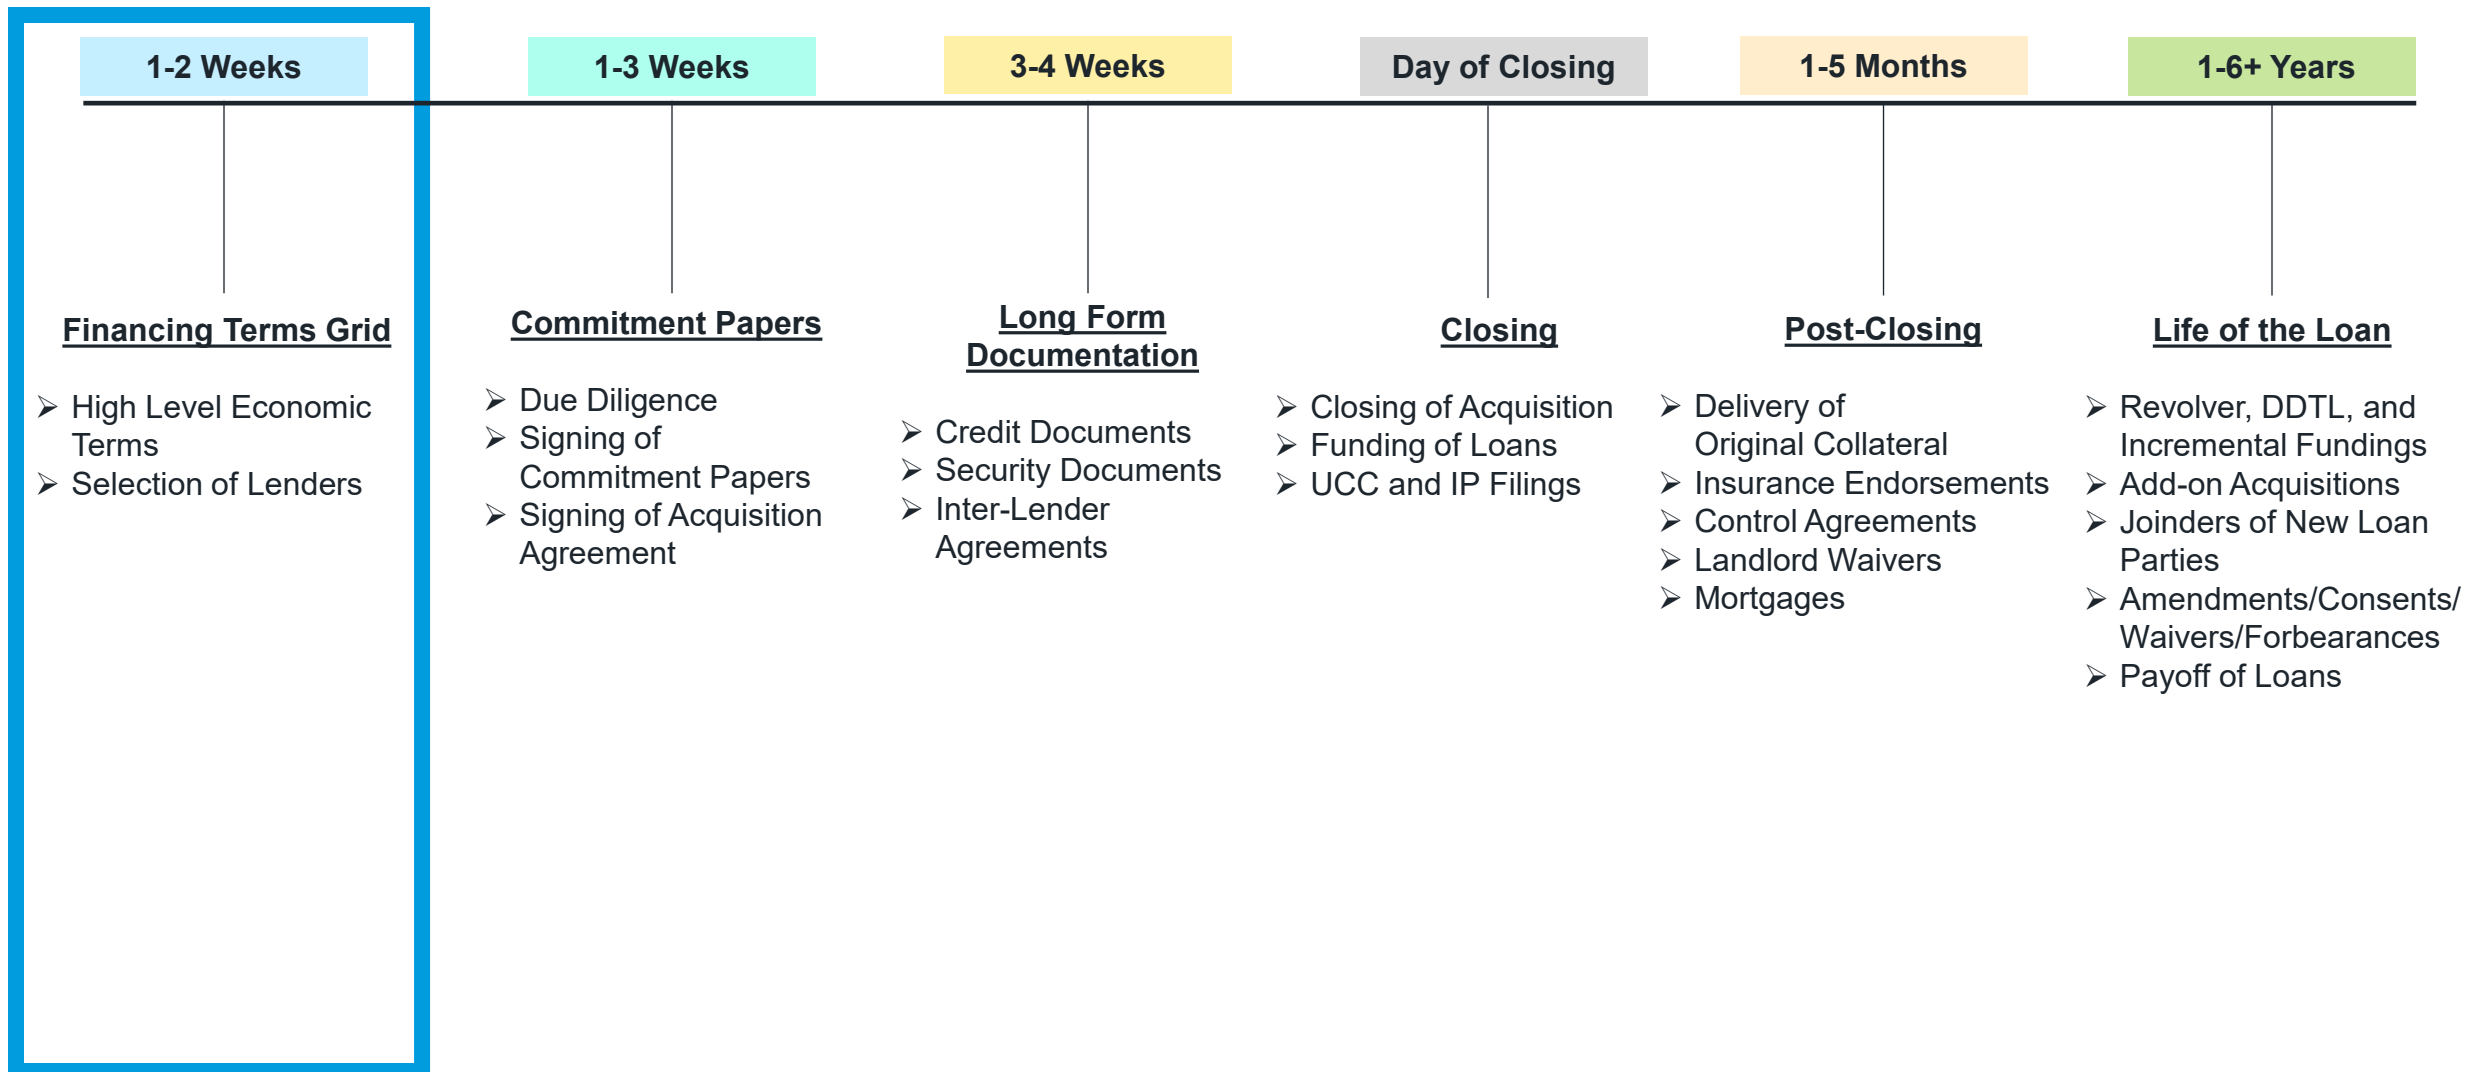 1-2 Weeks
1-3 Weeks
3-4 Weeks
Day of Closing
1-5 Months
1-6+ Years
Financing Terms Grid
➢ High Level Economic
Terms
➢ Selection of Lenders
Commitment Papers
➢ Due Diligence
➢ Signing of
Commitment Papers
➢ Signing of Acquisition
Agreement
Long Form
Documentation
➢ Credit Documents
➢ Security Documents
➢ Inter-Lender
Agreements
Closing
➢ Closing of Acquisition
➢ Funding of Loans
➢ UCC and IP Filings
Post-Closing
➢ Delivery of
Original Collateral
➢ Insurance Endorsements
➢ Control Agreements
➢ Landlord Waivers
➢ Mortgages
Life of the Loan
➢ Revolver, DDTL, and
Incremental Fundings
➢ Add-on Acquisitions
➢ Joinders of New Loan
Parties
➢ Amendments/Consents/
Waivers/Forbearances
➢ Payoff of Loans